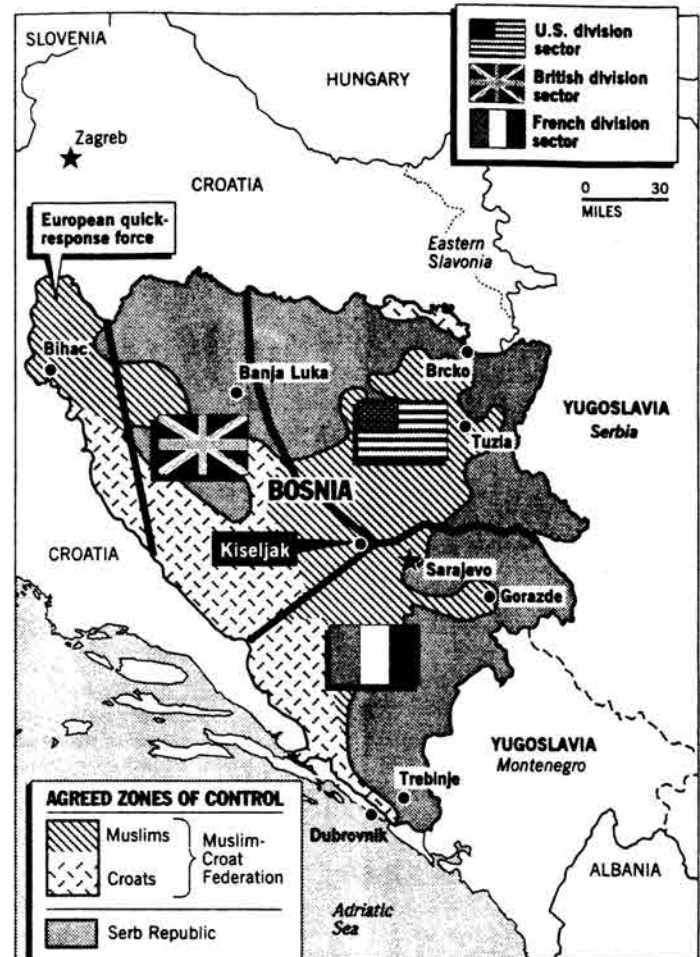 SLOVENIA
HUNGARY
U.S. division
sector
British division
sector
French division
sector
Zagreb
0 30
MILES
CROATIA
European quick-
response force
Eastern
Slavonia
Bihac
Banja Luka
Brcko
YUGOSLAVIA
Serbia
Tuzla
BOSNIA
CROATIA
Kiseljak
Sarajevo
Gorazde
YUGOSLAVIA
Montenegro
Trebinje
Dubrovnik
ALBANIA
Adriatic
Sea
AGREED ZONES OF CONTROL
Muslims
Croats
Muslim-
Croat
Federation
Serb Republic